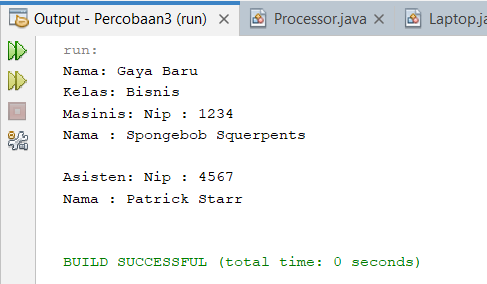 Output - Percobaan3 (run) Processor.java Laptop.ja
run:
Nama: Gaya Baru
Kelas: Bisnis
Masinis: Nip : 1234
Nama : Spongebob Squerpents
Asisten: Nip : 4567
Nama : Patrick Starr
BUILD SUCCESSFUL (total time: 0 seconds)